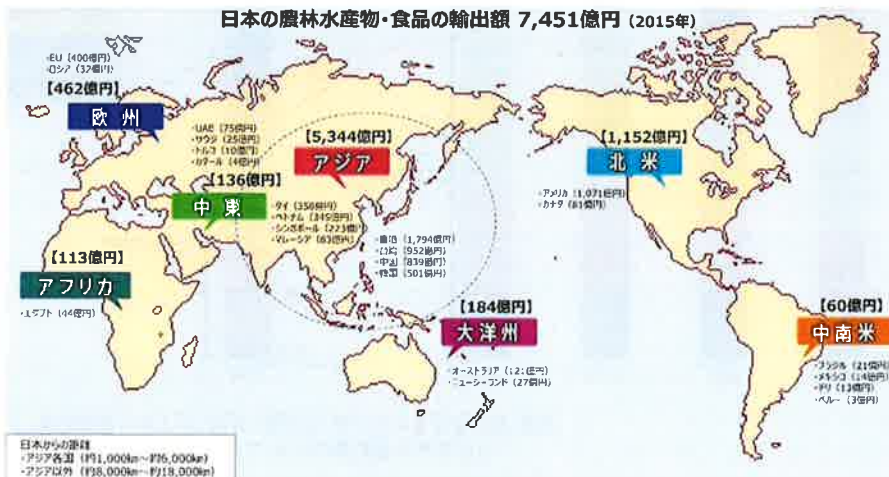 日本の農林水産物・食品の輸出額 7,451億円 (2015年)
・EU (400億円)
・ロシア (37億円)
【462億円】
欧州
・UAE (75億円)
・サウジ (25億円)
・トルコ (10億円)
・カタール (4億円)
【136億円】
中東
【5,344億円】
アジア
・タイ (358億円)
・ベトナム (345億円)
・シンガポール (223億円)
・マレーシア (83億円)
・香港 (1,794億円)
・台湾 (952億円)
・中国 (839億円)
・韓国 (501億円)
【1,152億円】
北米
・アメリカ (1,071億円)
・カナダ (81億円)
【113億円】
アフリカ
・エジプト (44億円)
【184億円】
大洋州
・オーストラリア (121億円)
・ニュージーランド (27億円)
【60億円】
中南米
・ブラジル (21億円)
・メキシコ (14億円)
・チリ (13億円)
・ペルー (3億円)
日本からの距離
・アジア各国 (約1,000km～約6,000km)
・アジア以外 (約8,000km～約18,000km)